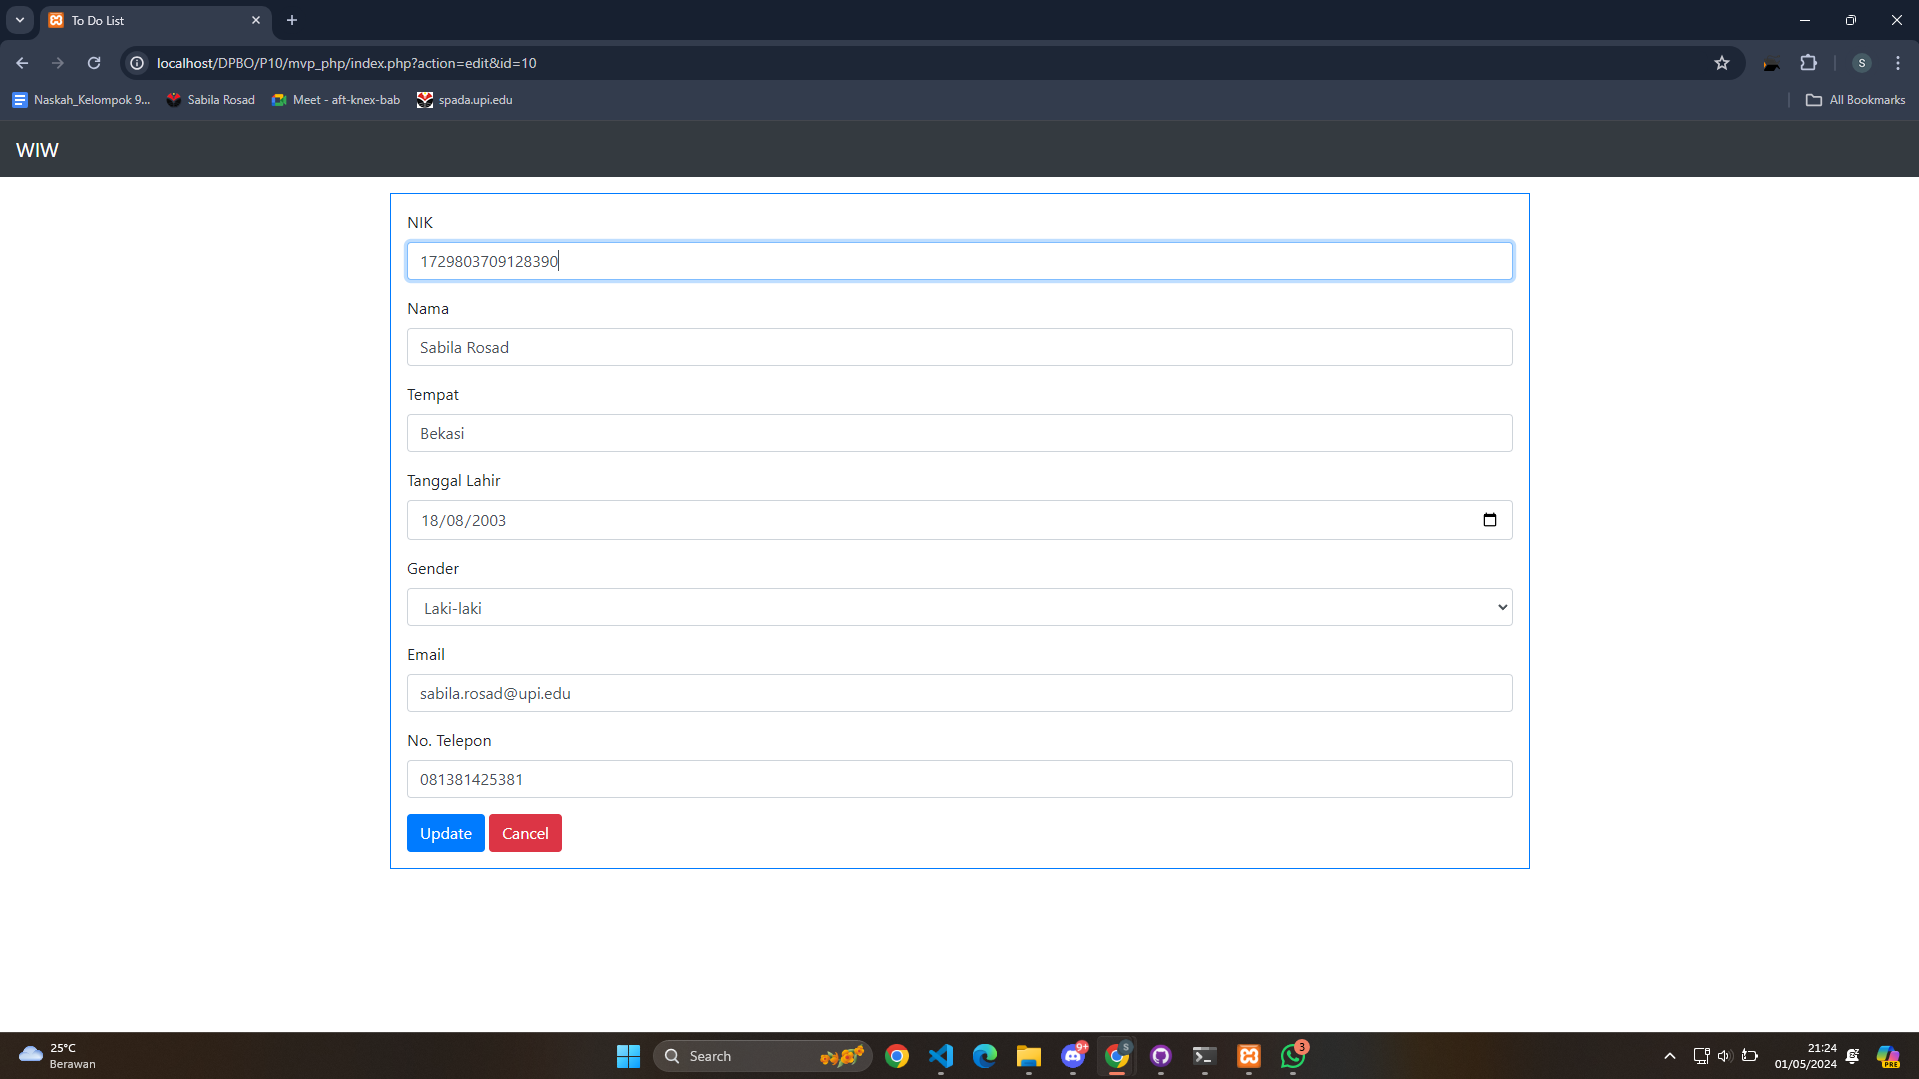 To Do List
localhost/DPBO/P10/mvp_php/index.php?action=edit&id=10
S
Naskah_Kelompok 9...
Sabila Rosad
Meet - aft-knex-bab
spada.upi.edu
All Bookmarks
WIW
NIK
1729803709128390
Nama
Sabila Rosad
Tempat
Bekasi
Tanggal Lahir
18/08/2003
Gender
Laki-laki
Email
sabila.rosad@upi.edu
No. Telepon
081381425381
Update Cancel
25°C
Berawan
Search
9+
S
3
PRE
21:24
01/05/2024